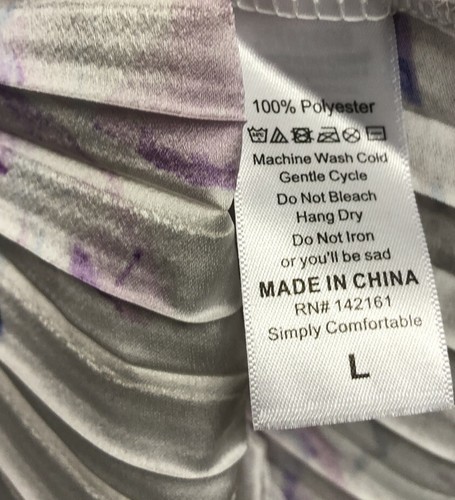 100% Polyester
Machine Wash Cold
Gentle Cycle
Do Not Bleach
Hang Dry
Do Not Iron
or you'll be sad
MADE IN CHINA
RN# 142161
Simply Comfortable
L